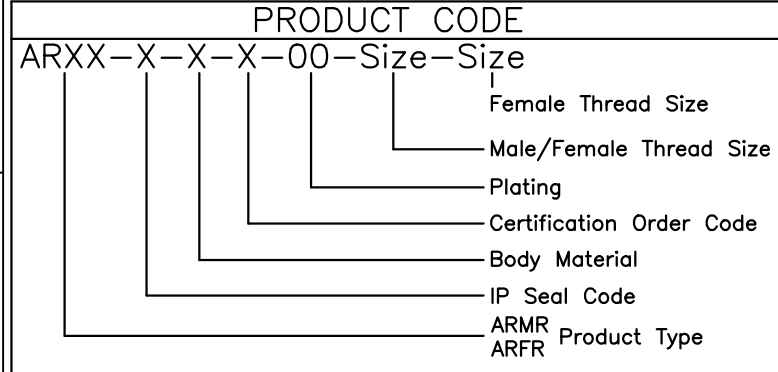 PRODUCT CODE
ARXX-X-X-X-00-Size-Size
Female Thread Size
Male/Female Thread Size
Plating
Certification Order Code
Body Material
IP Seal Code
ARMR
ARFR Product Type